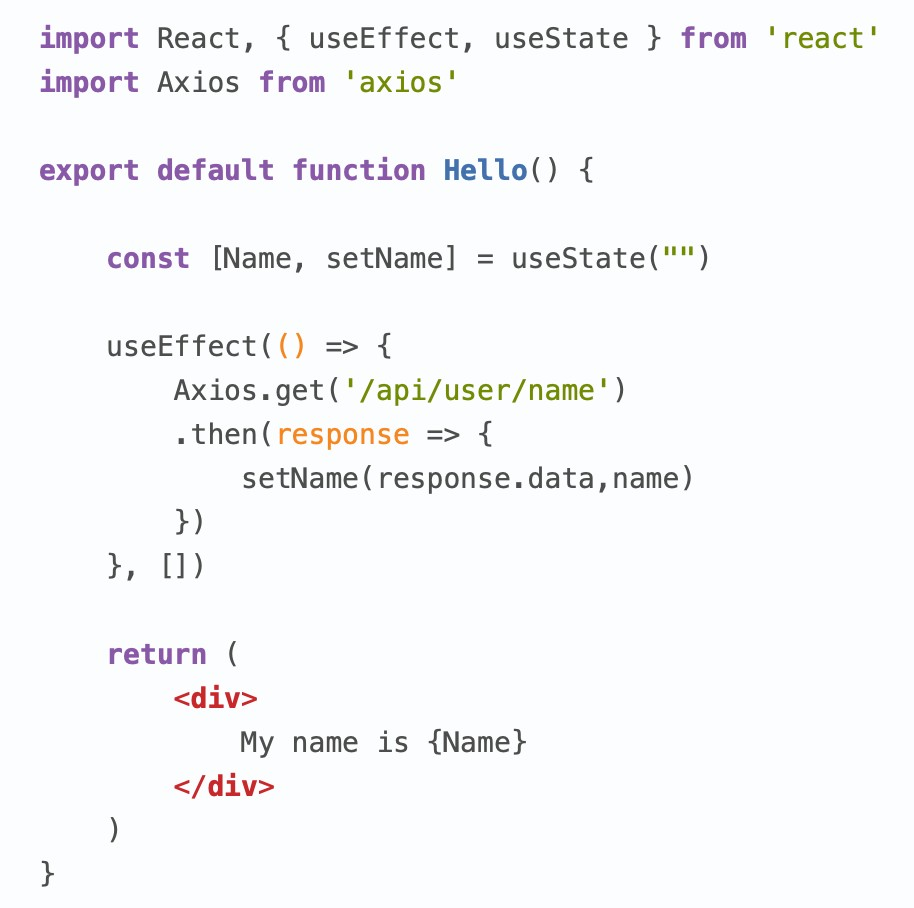 import React, { useEffect, useState } from 'react'
import Axios from 'axios'

export default function Hello() {

    const [Name, setName] = useState("")

    useEffect(() => {
        Axios.get('/api/user/name')
        .then(response => {
            setName(response.data,name)
        })
    }, [])

    return (
        <div>
            My name is {Name}
        </div>
    )
}